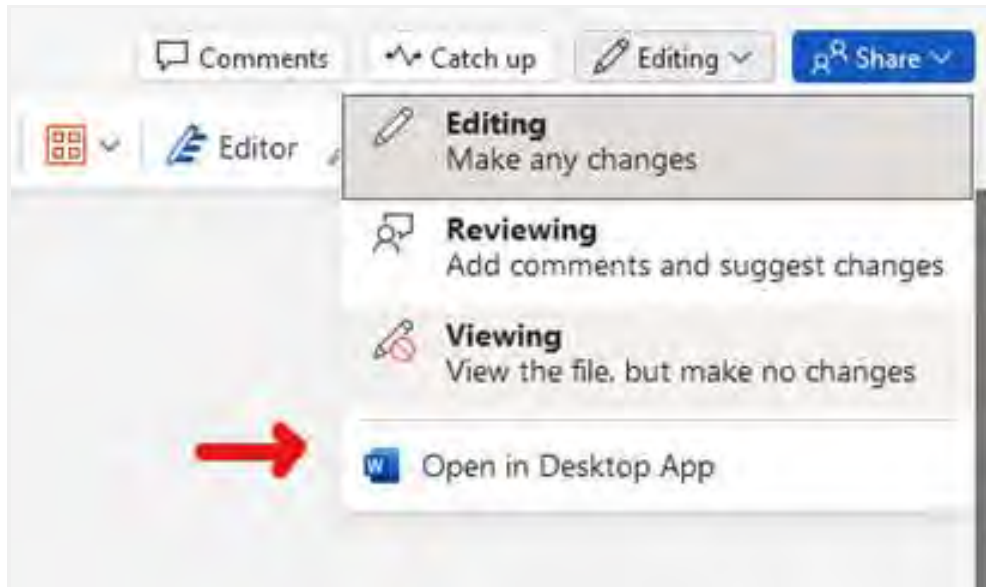 Comments Catch up Editing Share
Editor
Editing
Make any changes
Reviewing
Add comments and suggest changes
Viewing
View the file, but make no changes
Open in Desktop App